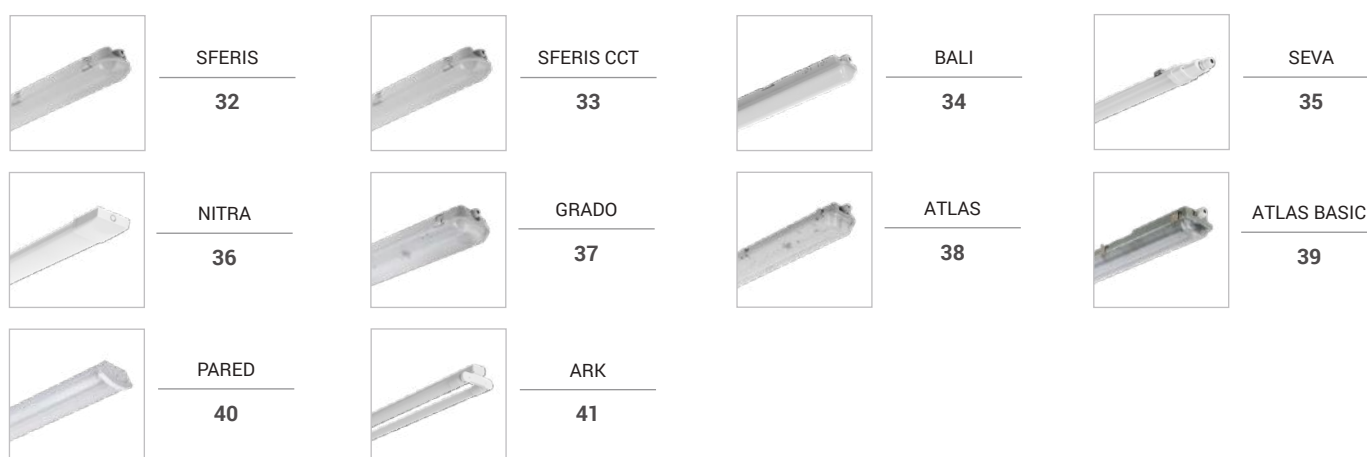 SFERIS
32
SFERIS CCT
33
BALI
34
SEVA
35
NITRA
36
GRADO
37
ATLAS
38
ATLAS BASIC
39
PARED
40
ARK
41